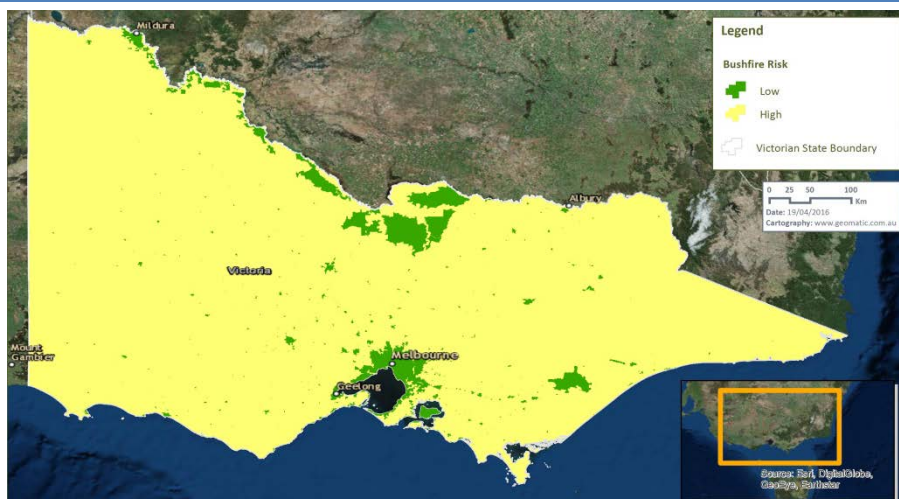 Mildura
Legend
Bushfire Risk
Low
High
Victorian State Boundary
0 25 50 100
Km
Date: 19/04/2016
Cartography: www.geomatic.com.au
Albury
Victoria
Mount
Gambier
Melbourne
Geelong
Source: Esri, DigitalGlobe,
GeoEye, Earthstar